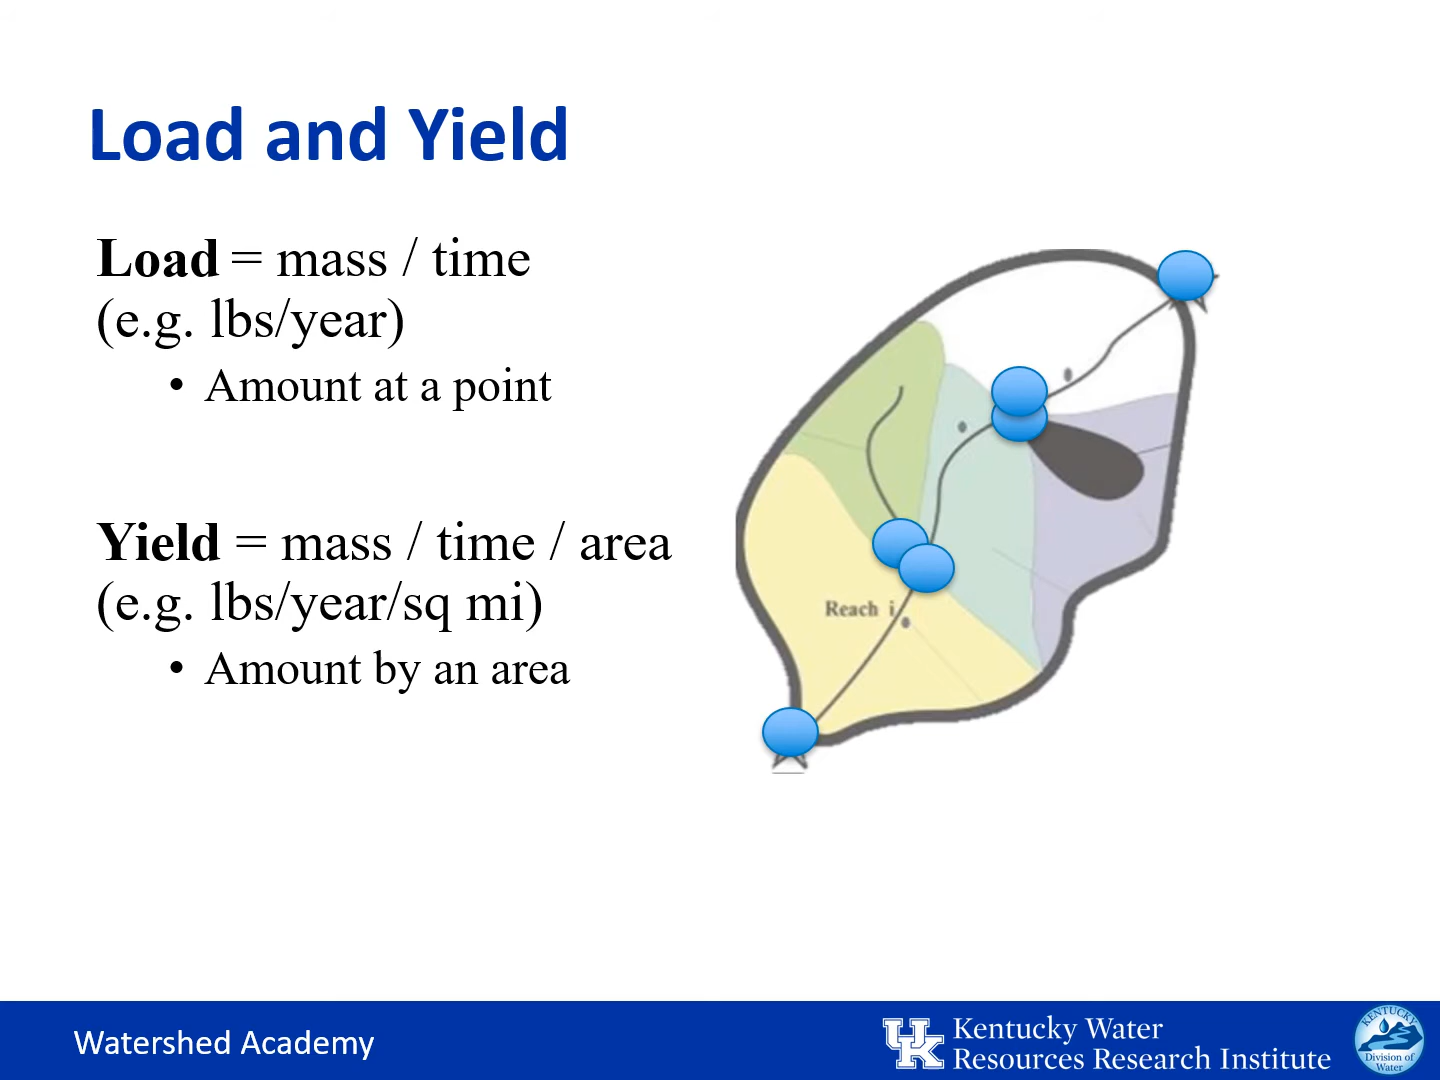 Load and Yield
Load = mass / time
(e.g. lbs/year)
• Amount at a point
Yield = mass / time / area
(e.g. lbs/year/sq mi)
• Amount by an area
Reach i
Watershed Academy
UK
Kentucky Water
Resources Research Institute
KENTUCKY
Division of
Water